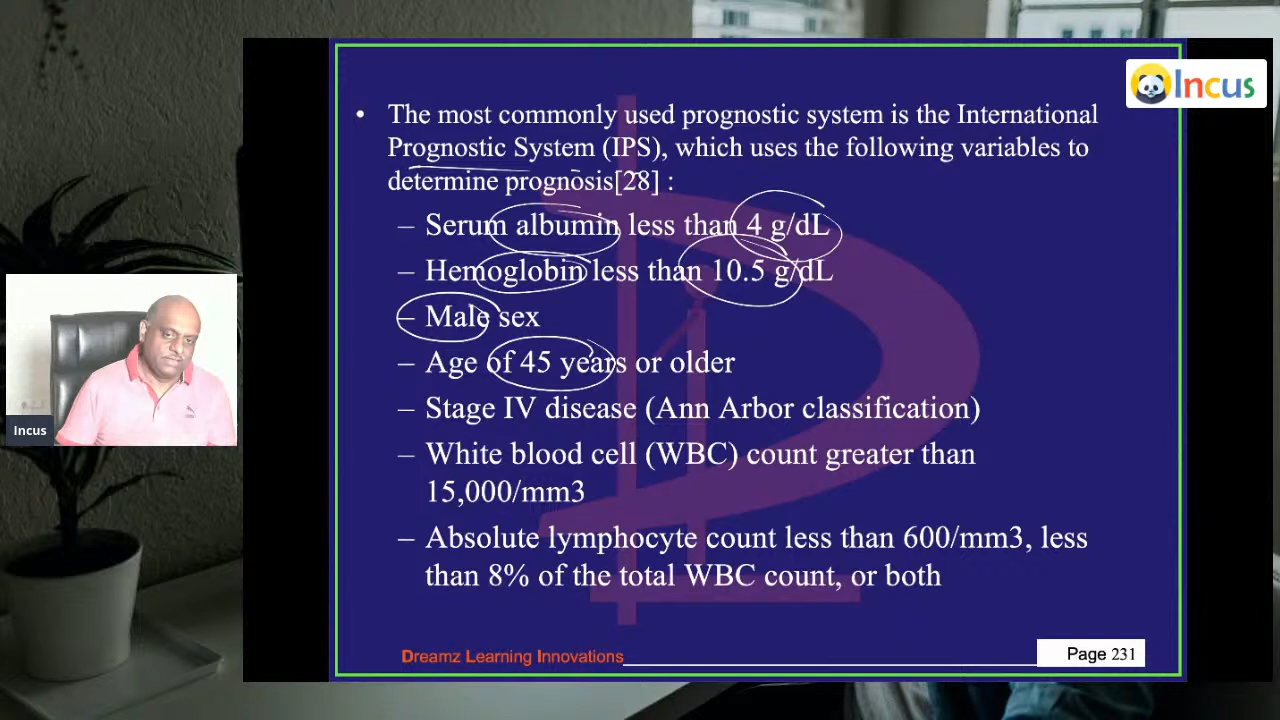 Incus
• The most commonly used prognostic system is the International
Prognostic System (IPS), which uses the following variables to
determine prognosis[28] :
– Serum albumin less than 4 g/dL
– Hemoglobin less than 10.5 g/dL
– Male sex
– Age of 45 years or older
– Stage IV disease (Ann Arbor classification)
– White blood cell (WBC) count greater than
15,000/mm3
– Absolute lymphocyte count less than 600/mm3, less
than 8% of the total WBC count, or both
Incus
Dreamz Learning Innovations
Page 231